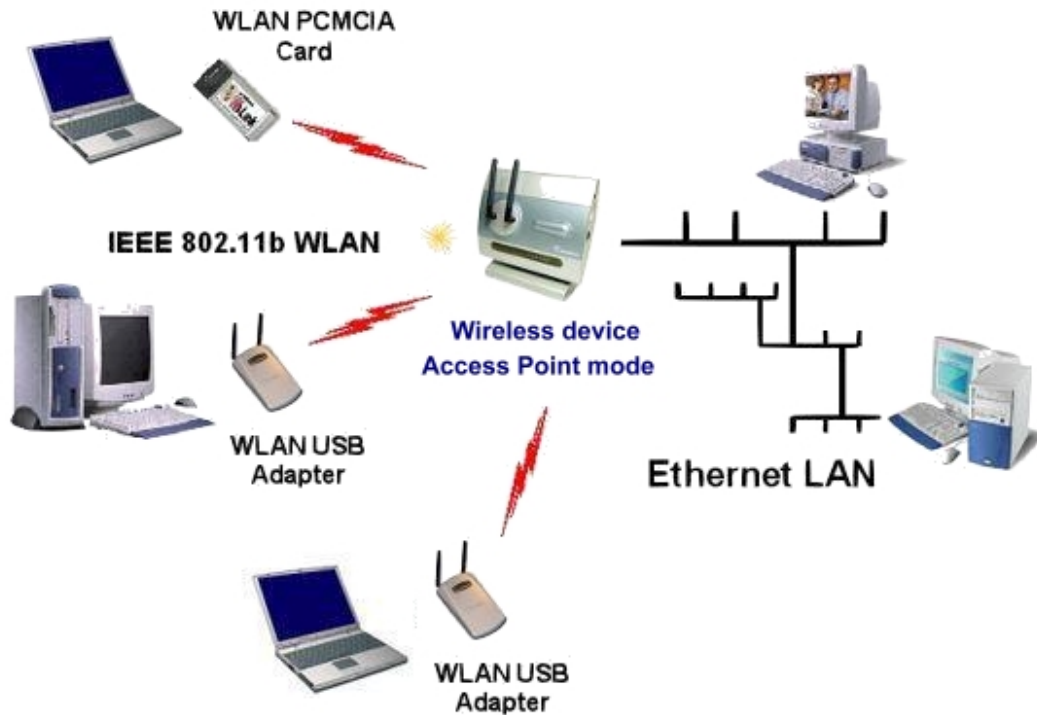 WLAN PCMCIA
Card
IEEE 802.11b WLAN
Wireless device
Access Point mode
WLAN USB
Adapter
Ethernet LAN
WLAN USB
Adapter